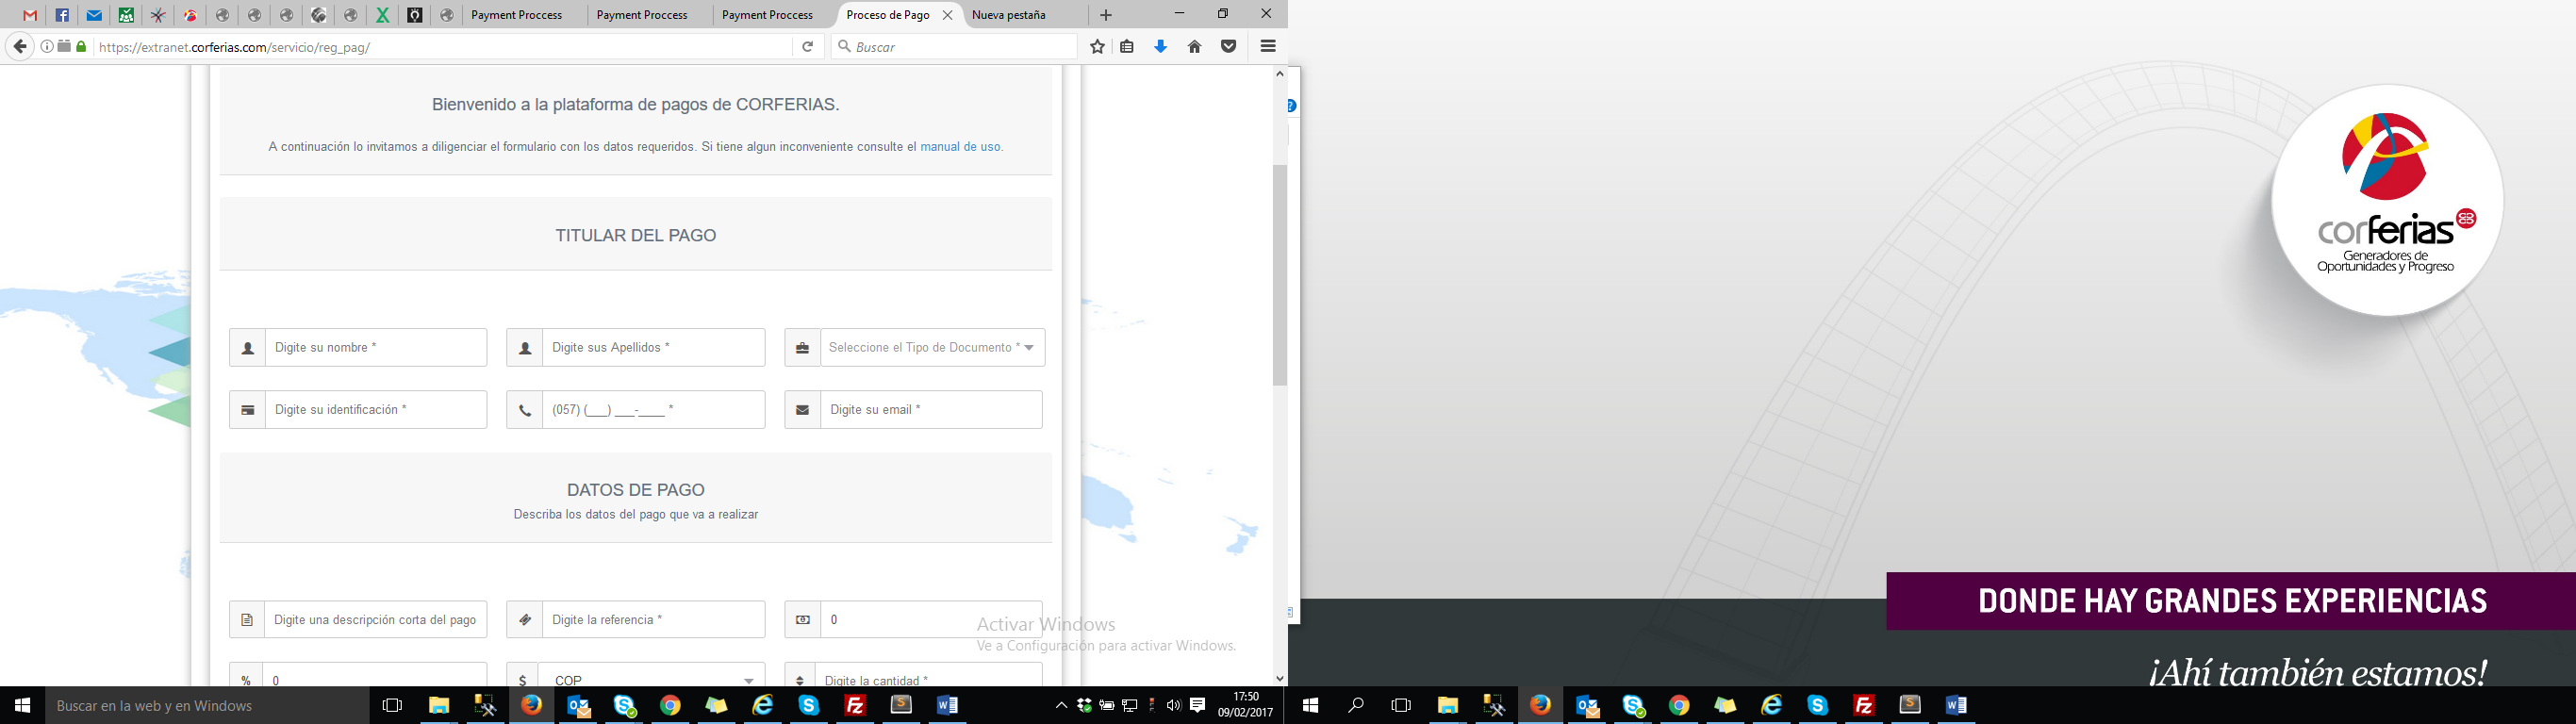 Payment Proccess
Payment Proccess
Payment Proccess
Proceso de Pago
Nueva pestaña
https://extranet.corferias.com/servicio/reg_pag/
Buscar
Bienvenido a la plataforma de pagos de CORFERIAS.
A continuación lo invitamos a diligenciar el formulario con los datos requeridos. Si tiene algun inconveniente consulte el manual de uso.
TITULAR DEL PAGO
Digite su nombre *
Digite sus Apellidos *
Seleccione el Tipo de Documento *
Digite su identificación *
(057) (___) ___-____ *
Digite su email *
DATOS DE PAGO
Describa los datos del pago que va a realizar
Digite una descripción corta del pago
Digite la referencia *
0
% 0
$ COP
Digite la cantidad *
Activar Windows
Ve a Configuración para activar Windows.
Buscar en la web y en Windows
17:50
09/02/2017
corferias
Generadores de
Oportunidades y Progreso
DONDE HAY GRANDES EXPERIENCIAS
¡Ahí también estamos!